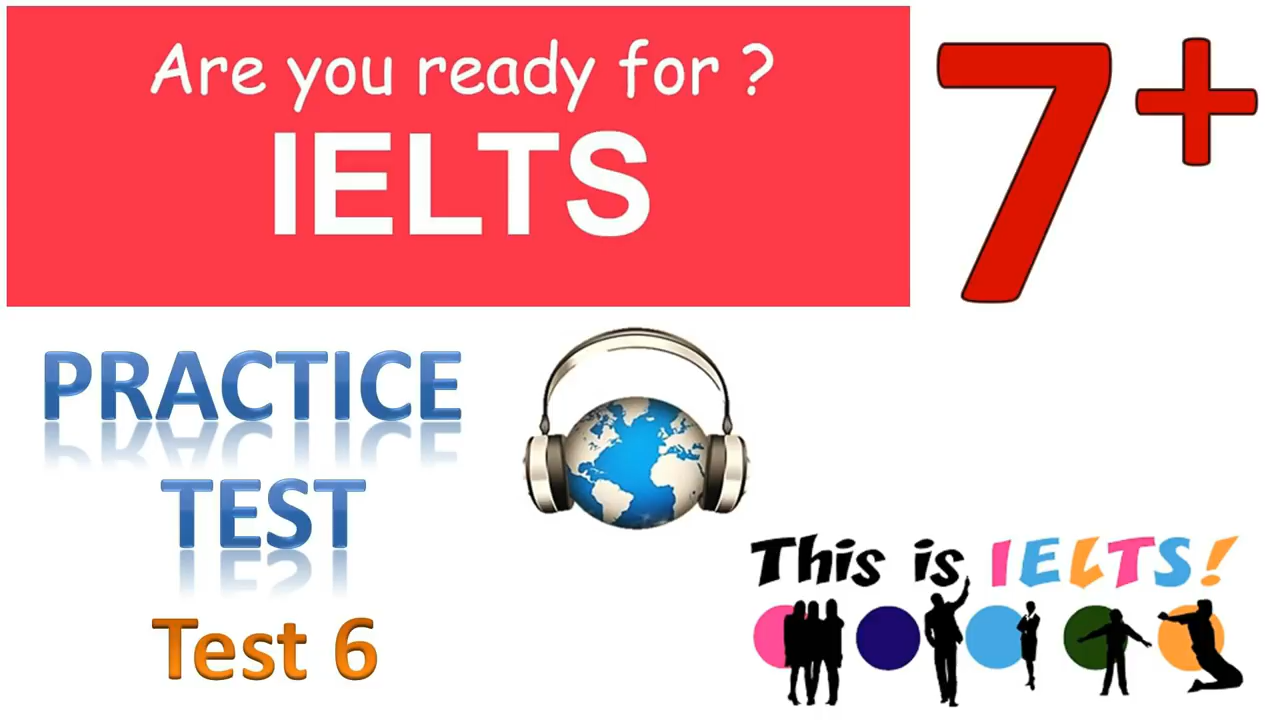 Are you ready for ?
IELTS
7+
PRACTICE
TEST
Test 6
This is IELTS!